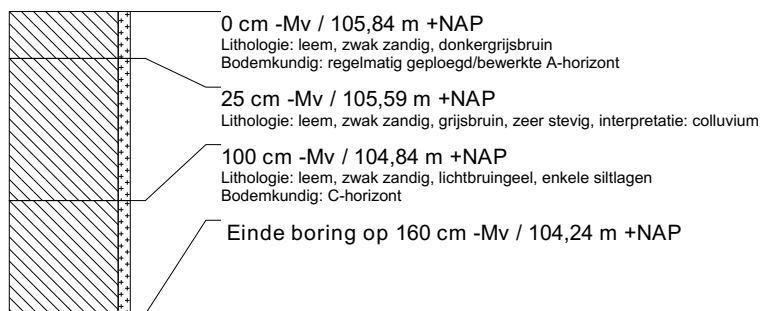 0 cm -Mv / 105,84 m +NAP
Lithologie: leem, zwak zandig, donkergrijsbruin
Bodemkundig: regelmatig geploegd/bewerkte A-horizont
25 cm -Mv / 105,59 m +NAP
Lithologie: leem, zwak zandig, grijsbruin, zeer stevig, interpretatie: colluvium
100 cm -Mv / 104,84 m +NAP
Lithologie: leem, zwak zandig, lichtbruingeel, enkele siltlagen
Bodemkundig: C-horizont
Einde boring op 160 cm -Mv / 104,24 m +NAP